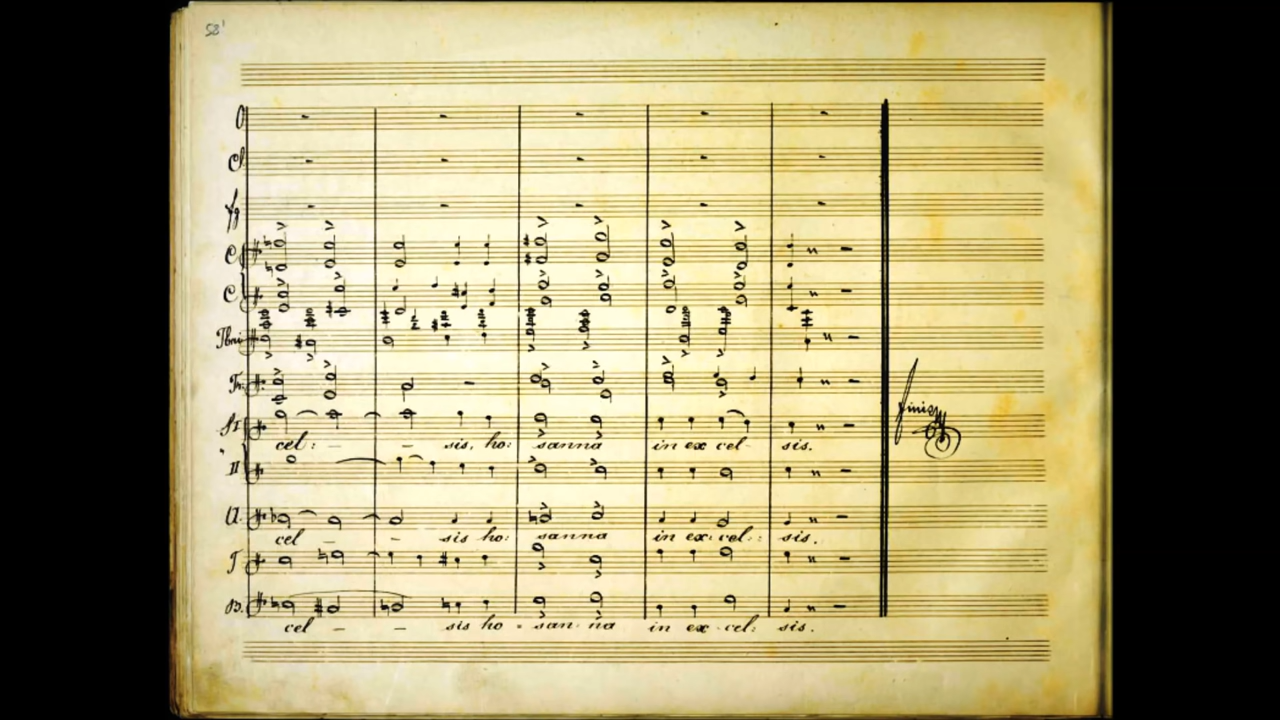 58'
O
Cl
Fg
C
C
Tbni
Tr.
SI
finis
cel: – – sis, ho: sanna in ex cel- sis.
II
A.
cel – – sis ho: sanna in ex: cel:: sis.
T
B.
cel – – sis ho - san: na in ex - cel: sis.